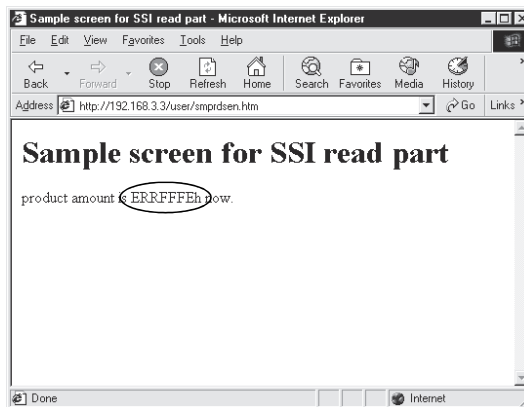 Sample screen for SSI read part - Microsoft Internet Explorer
File Edit View Favorites Tools Help
Back Forward Stop Refresh Home Search Favorites Media History
Address http://192.168.3.3/user/smprdsen.htm Go Links
Sample screen for SSI read part
product amount is ERRFFFEh now.
Done Internet